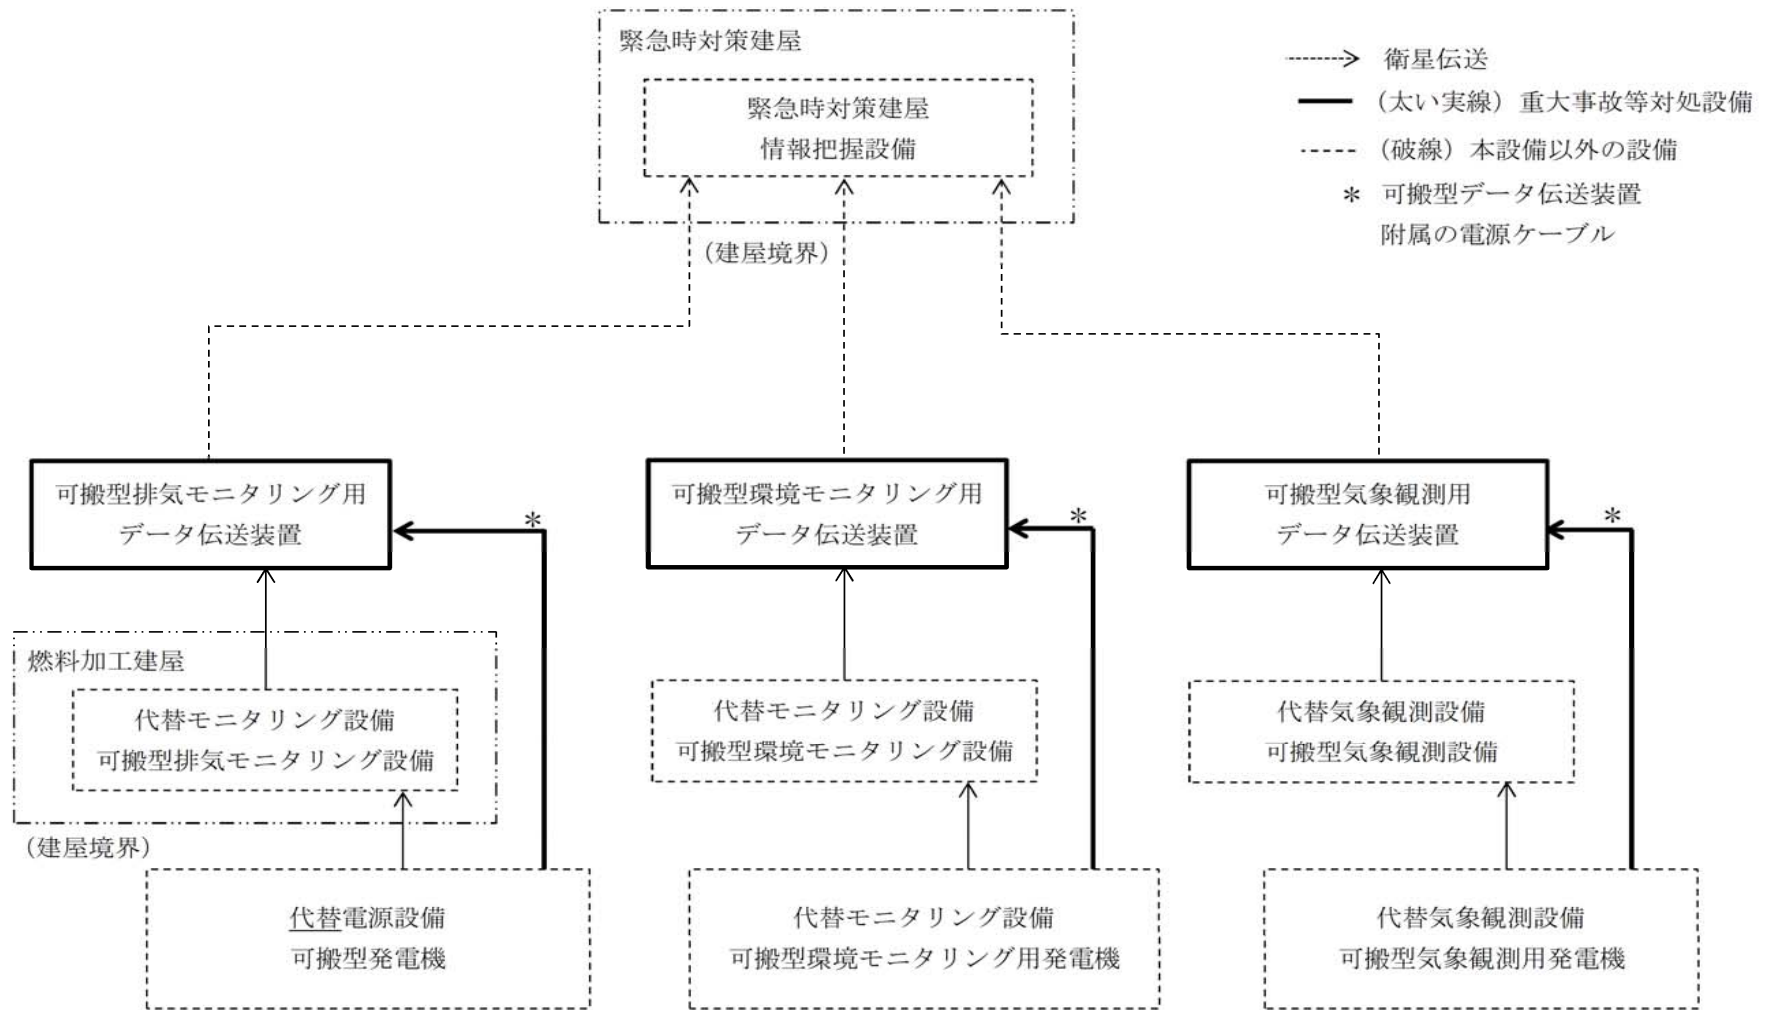 緊急時対策建屋
緊急時対策建屋
情報把握設備
(建屋境界)
衛星伝送
(太い実線) 重大事故等対処設備
(破線) 本設備以外の設備
* 可搬型データ伝送装置
附属の電源ケーブル
可搬型排気モニタリング用
データ伝送装置
*
可搬型環境モニタリング用
データ伝送装置
*
可搬型気象観測用
データ伝送装置
*
燃料加工建屋
代替モニタリング設備
可搬型排気モニタリング設備
(建屋境界)
代替モニタリング設備
可搬型環境モニタリング設備
代替気象観測設備
可搬型気象観測設備
代替電源設備
可搬型発電機
代替モニタリング設備
可搬型環境モニタリング用発電機
代替気象観測設備
可搬型気象観測用発電機